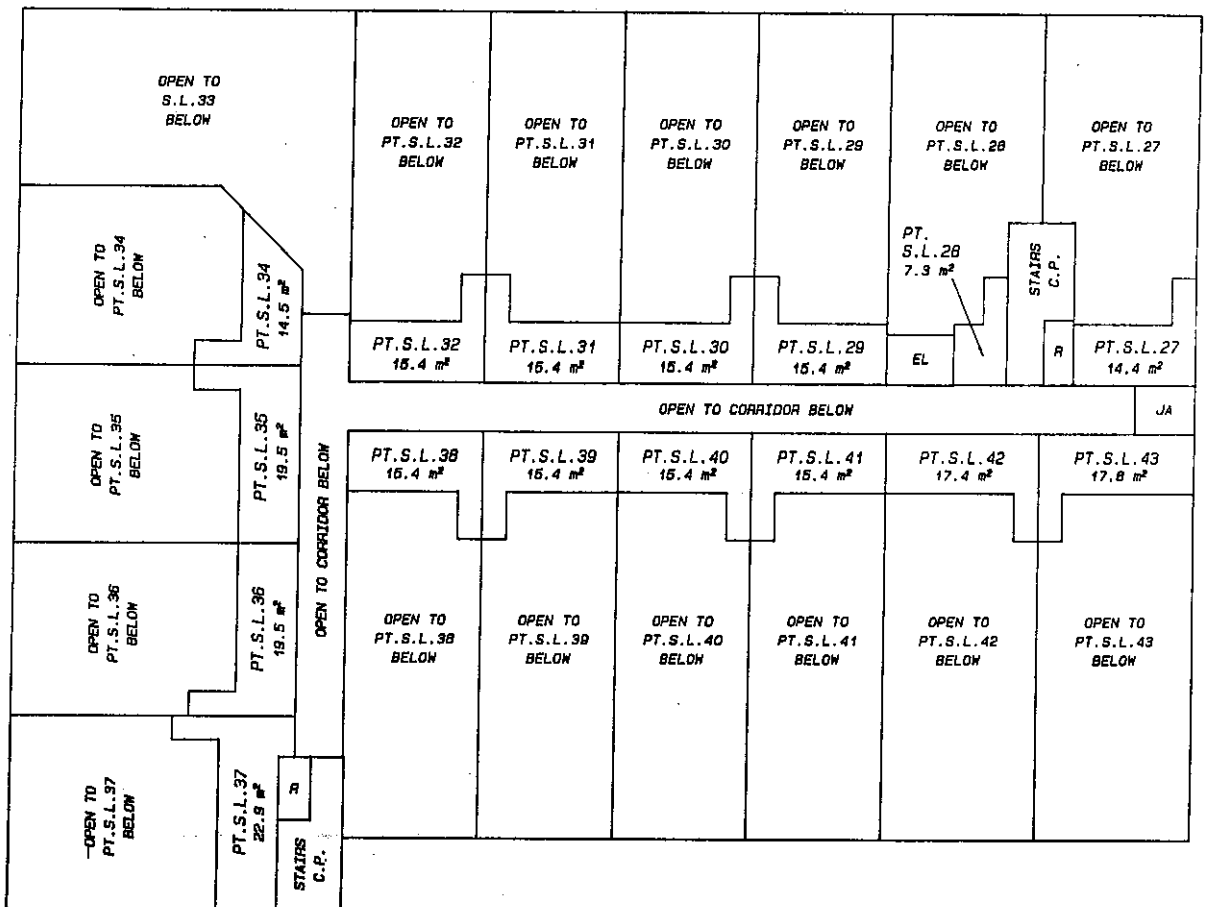 OPEN TO
S.L.33
BELOW
OPEN TO
PT.S.L.32
BELOW
OPEN TO
PT.S.L.31
BELOW
OPEN TO
PT.S.L.30
BELOW
OPEN TO
PT.S.L.29
BELOW
OPEN TO
PT.S.L.28
BELOW
OPEN TO
PT.S.L.27
BELOW
OPEN TO
PT.S.L.34
BELOW
PT.S.L.34
14.5 m²
PT.
S.L.28
7.3 m²
STAIRS
C.P.
PT.S.L.32
15.4 m²
PT.S.L.31
15.4 m²
PT.S.L.30
15.4 m²
PT.S.L.29
15.4 m²
EL
R
PT.S.L.27
14.4 m²
OPEN TO CORRIDOR BELOW
JA
OPEN TO
PT.S.L.35
BELOW
PT.S.L.35
19.5 m²
OPEN TO CORRIDOR BELOW
PT.S.L.38
15.4 m²
PT.S.L.39
15.4 m²
PT.S.L.40
15.4 m²
PT.S.L.41
15.4 m²
PT.S.L.42
17.4 m²
PT.S.L.43
17.8 m²
OPEN TO
PT.S.L.36
BELOW
PT.S.L.36
19.5 m²
OPEN TO
PT.S.L.38
BELOW
OPEN TO
PT.S.L.39
BELOW
OPEN TO
PT.S.L.40
BELOW
OPEN TO
PT.S.L.41
BELOW
OPEN TO
PT.S.L.42
BELOW
OPEN TO
PT.S.L.43
BELOW
OPEN TO
PT.S.L.37
BELOW
PT.S.L.37
22.9 m²
R
STAIRS
C.P.